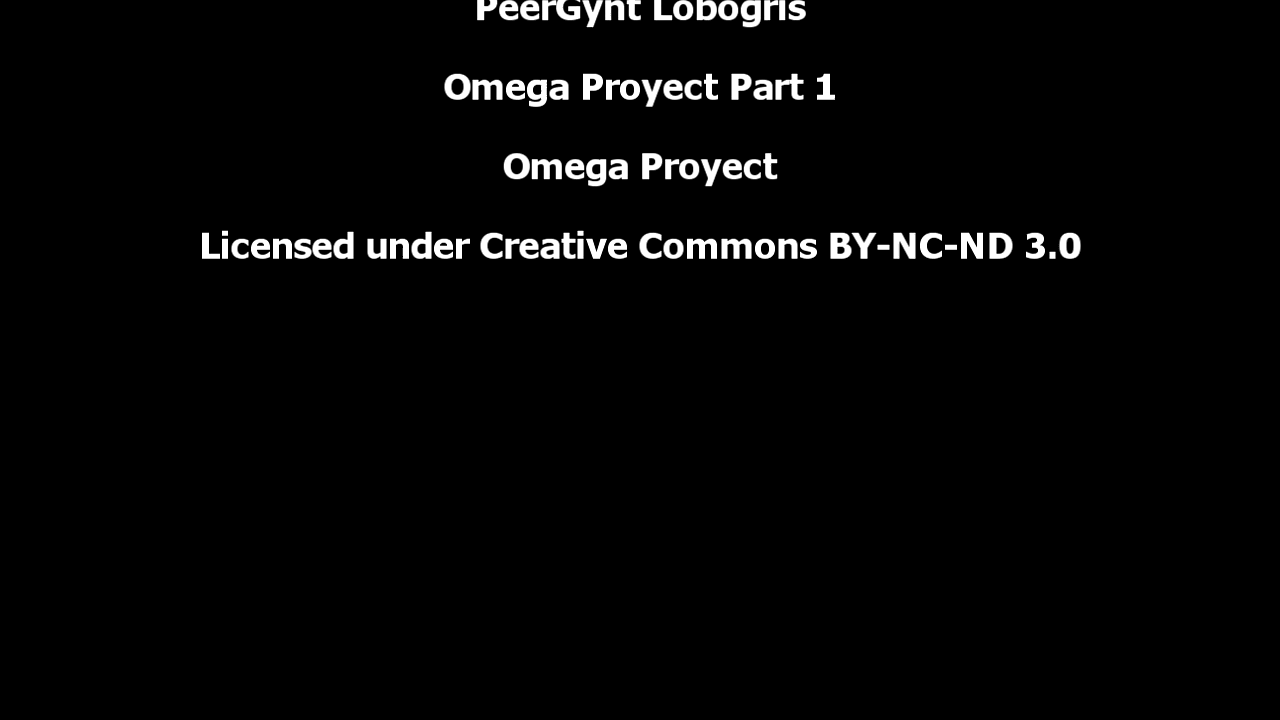 PeerGynt Lobogris
Omega Proyect Part 1
Omega Proyect
Licensed under Creative Commons BY-NC-ND 3.0